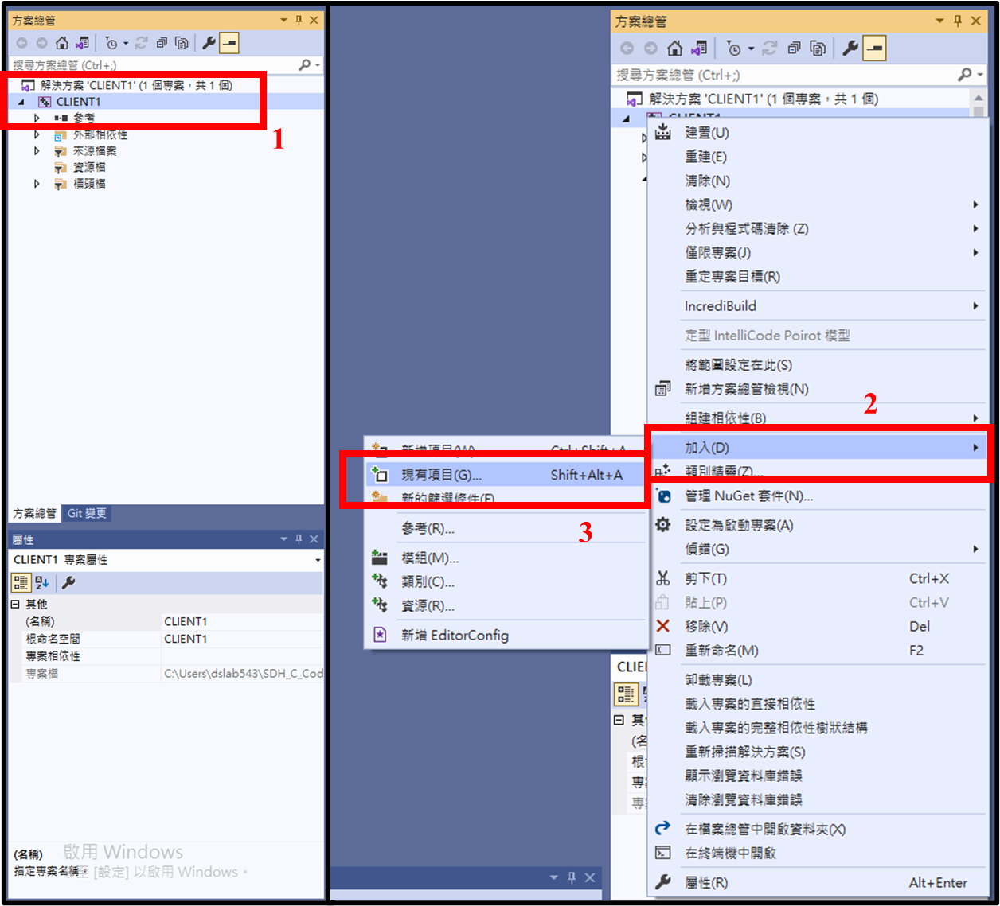 方案總管
搜尋方案總管 (Ctrl+;)
解決方案 'CLIENT1' (1 個專案，共 1 個)
CLIENT1
參考
外部相依性
來源檔案
資源檔
標頭檔
1
方案總管 Git 變更
屬性
CLIENT1 專案屬性
其他
(名稱) CLIENT1
根命名空間 CLIENT1
專案相依性
專案檔 C:\Users\dslab543\SDH_C_Cod
(名稱)
指定專案名稱。
啟用 Windows
移至 [設定] 以啟用 Windows。
方案總管
搜尋方案總管 (Ctrl+;)
解決方案 'CLIENT1' (1 個專案，共 1 個)
CLIENT1
建置(U)
重建(E)
清除(N)
檢視(W)
分析與程式碼清除 (Z)
僅限專案(J)
重定專案目標(R)
IncrediBuild
定型 IntelliCode Poirot 模型
將範圍設定在此(S)
新增方案總管檢視(N)
組建相依性(B)
2
加入(D)
類別精靈(Z)...
管理 NuGet 套件(N)...
設定為啟動專案(A)
偵錯(G)
剪下(T) Ctrl+X
貼上(P) Ctrl+V
移除(V) Del
重新命名(M) F2
卸載專案(L)
載入專案的直接相依性
載入專案的完整相依性樹狀結構
重新掃描解決方案(S)
顯示瀏覽資料庫錯誤
清除瀏覽資料庫錯誤
在檔案總管中開啟資料夾(X)
在終端機中開啟
屬性(R) Alt+Enter
新增項目(W)... Ctrl+Shift+A
現有項目(G)... Shift+Alt+A
新的篩選條件(F)
3
參考(R)...
模組(M)...
類別(C)...
資源(R)...
新增 EditorConfig
CLIE
其
(名
根
專案
專